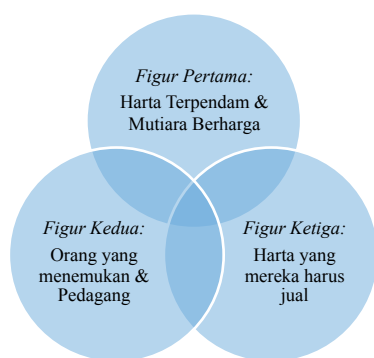 Figur Pertama:
Harta Terpendam &
Mutiara Berharga
Figur Kedua:
Orang yang
menemukan &
Pedagang
Figur Ketiga:
Harta yang
mereka harus
jual